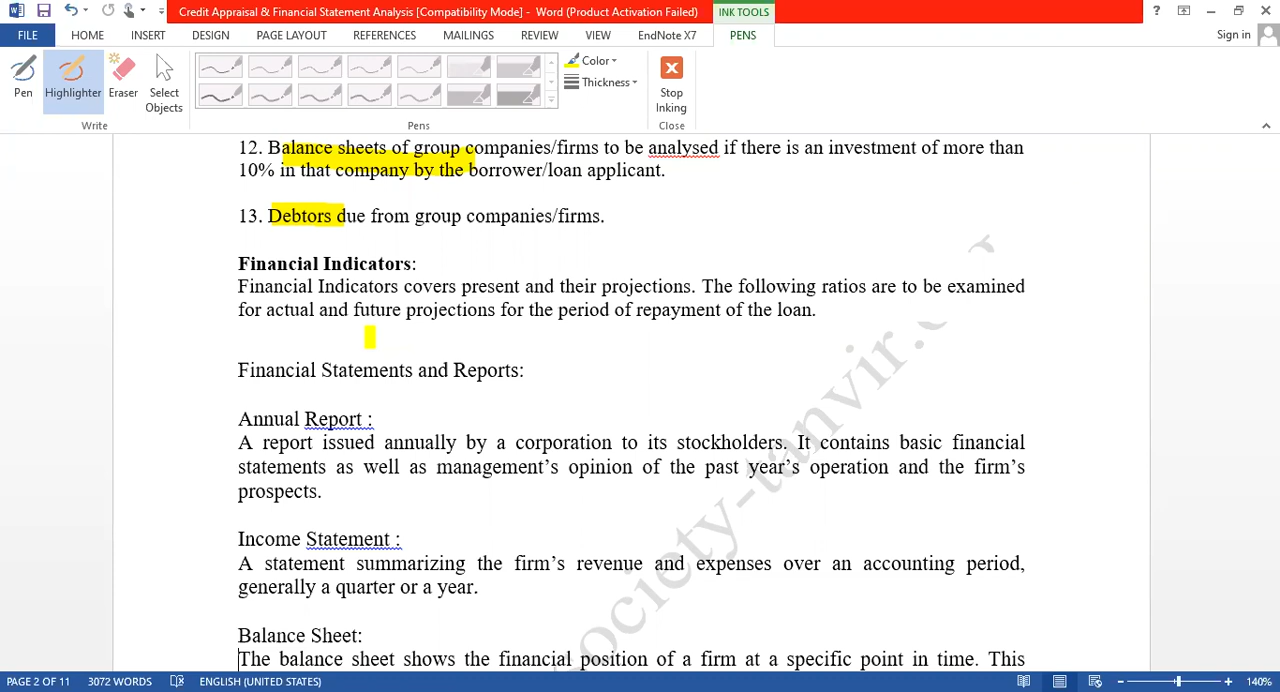 Credit Appraisal & Financial Statement Analysis [Compatibility Mode] - Word (Product Activation Failed)
INK TOOLS
?
FILE HOME INSERT DESIGN PAGE LAYOUT REFERENCES MAILINGS REVIEW VIEW EndNote X7 PENS
Sign in
Pen Highlighter Eraser Select Objects
Color
Thickness
Stop Inking
Write Pens Close
12. Balance sheets of group companies/firms to be analysed if there is an investment of more than
10% in that company by the borrower/loan applicant.
13. Debtors due from group companies/firms.
Financial Indicators:
Financial Indicators covers present and their projections. The following ratios are to be examined
for actual and future projections for the period of repayment of the loan.
Financial Statements and Reports:
Annual Report :
A report issued annually by a corporation to its stockholders. It contains basic financial
statements as well as management's opinion of the past year's operation and the firm's
prospects.
Income Statement :
A statement summarizing the firm's revenue and expenses over an accounting period,
generally a quarter or a year.
Balance Sheet:
The balance sheet shows the financial position of a firm at a specific point in time. This
ociety-tanvir.
PAGE 2 OF 11 3072 WORDS ENGLISH (UNITED STATES) 140%